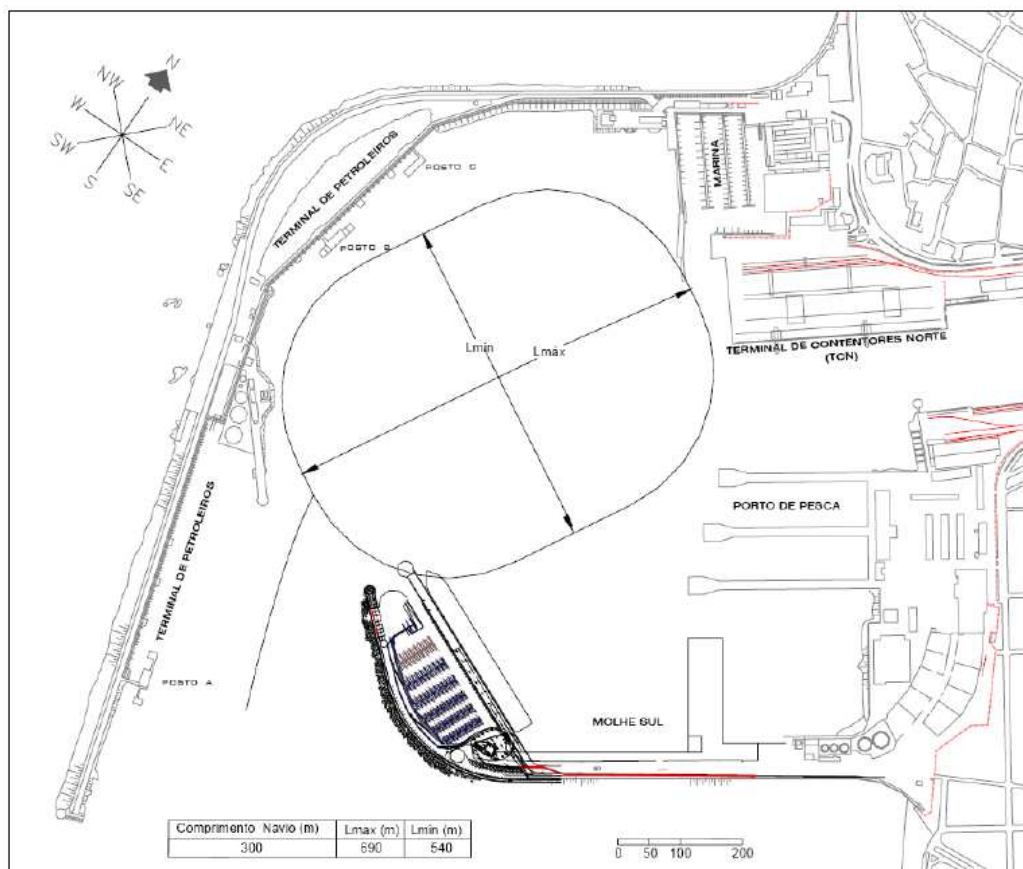 N
NW
NE
W
E
SW
SE
S
TERMINAL DE PETROLEIROS
POSTO C
POSTO B
MARINA
Lmin
Lmáx
TERMINAL DE CONTENTORES NORTE
(TCN)
PORTO DE PESCA
TERMINAL DE PETROLEIROS
POSTO A
MOLHE SUL
Comprimento Navio (m) Lmax (m) Lmin (m)
300 690 540
0 50 100 200